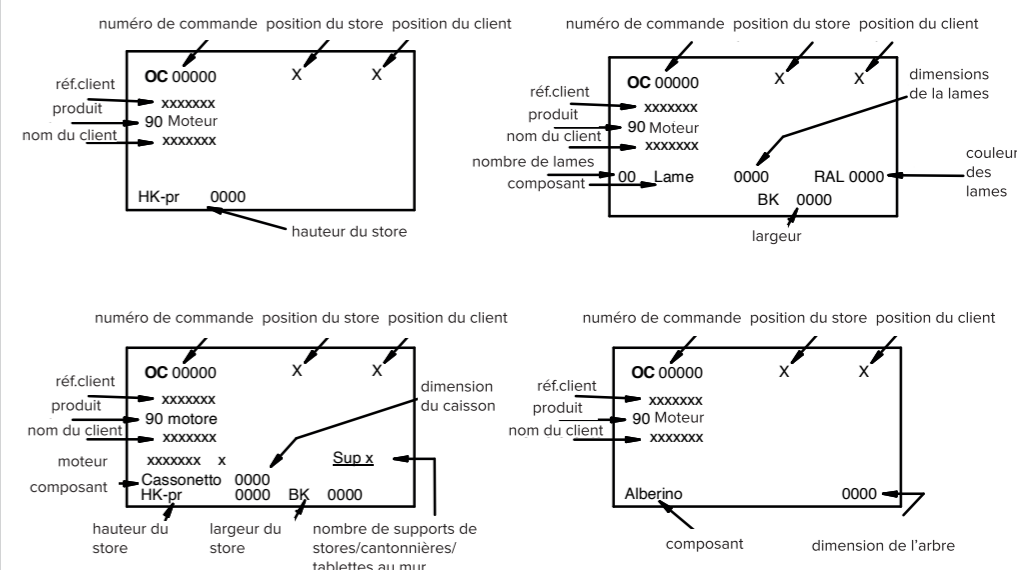 numéro de commande position du store position du client
OC 00000 X X
réf.client
xxxxxxx
produit
90 Moteur
nom du client
xxxxxxx
HK-pr 0000
hauteur du store
numéro de commande position du store position du client
OC 00000 X X
dimensions
de la lames
réf.client
xxxxxxx
produit
90 Moteur
nom du client
xxxxxxx
nombre de lames
00 Lame 0000 RAL 0000
composant
couleur
des
lames
BK 0000
largeur
numéro de commande position du store position du client
OC 00000 X X
réf.client
xxxxxxx
dimension
du caisson
produit
90 motore
nom du client
xxxxxxx
moteur
xxxxxxx x
Sup x
composant
Cassonetto 0000
HK-pr 0000 BK 0000
hauteur du
store
largeur du
store
nombre de supports de
stores/cantonnières/
tablettes au mur
numéro de commande position du store position du client
OC 00000 X X
réf.client
xxxxxxx
produit
90 Moteur
nom du client
xxxxxxx
Alberino 0000
composant
dimension de l'arbre